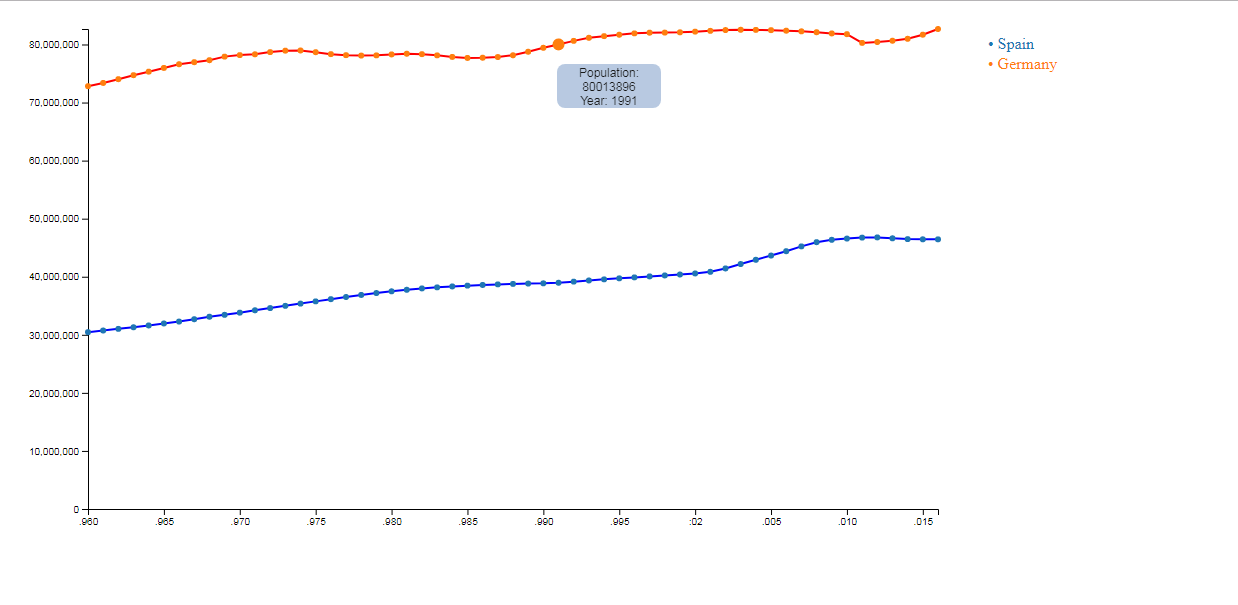 80,000,000
70,000,000
60,000,000
50,000,000
40,000,000
30,000,000
20,000,000
10,000,000
0
.960 .965 .970 .975 .980 .985 .990 .995 :02 .005 .010 .015
Population:
80013896
Year: 1991
• Spain
• Germany